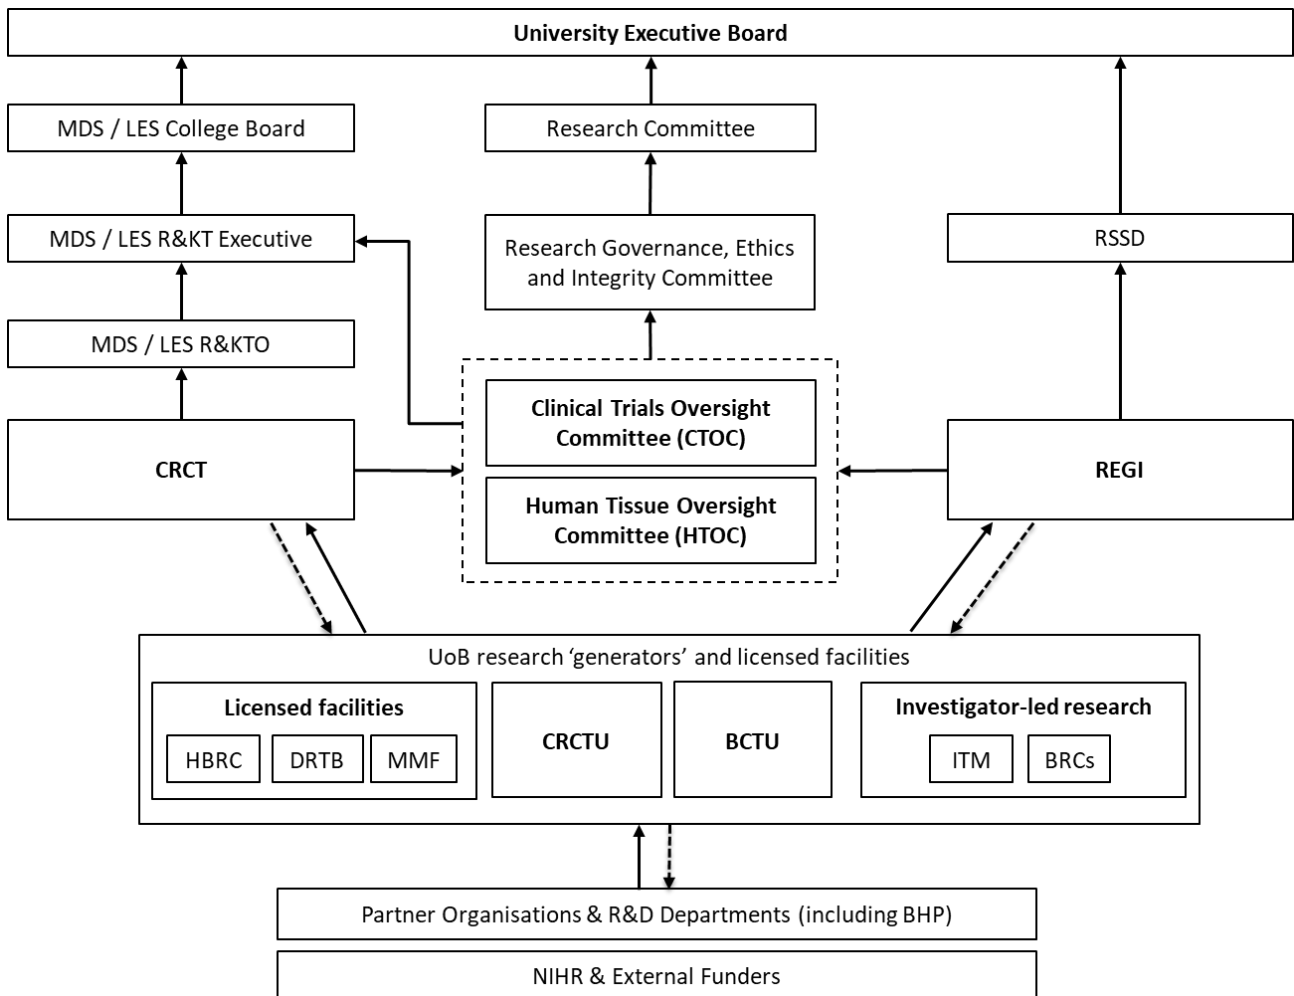 University Executive Board
MDS / LES College Board
Research Committee
MDS / LES R&KT Executive
Research Governance, Ethics
and Integrity Committee
RSSD
MDS / LES R&KTO
Clinical Trials Oversight
Committee (CTOC)
CRCT
REGI
Human Tissue Oversight
Committee (HTOC)
UoB research ‘generators’ and licensed facilities
Licensed facilities
HBRC
DRTB
MMF
CRCTU
BCTU
Investigator-led research
ITM
BRCs
Partner Organisations & R&D Departments (including BHP)
NIHR & External Funders